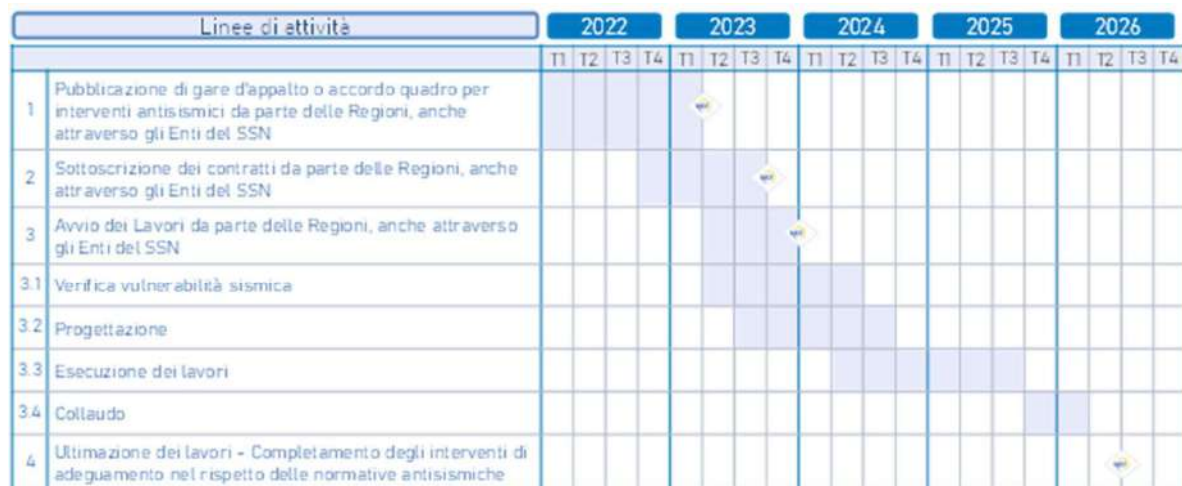 Linee di attività 2022 2023 2024 2025 2026
T1 T2 T3 T4 T1 T2 T3 T4 T1 T2 T3 T4 T1 T2 T3 T4 T1 T2 T3 T4
1 Pubblicazione di gare d'appalto o accordo quadro per
interventi antisismici da parte delle Regioni, anche
attraverso gli Enti del SSN
2 Sottoscrizione dei contratti da parte delle Regioni, anche
attraverso gli Enti del SSN
3 Avvio dei Lavori da parte delle Regioni, anche attraverso
gli Enti del SSN
3.1 Verifica vulnerabilità sismica
3.2 Progettazione
3.3 Esecuzione dei lavori
3.4 Collaudo
4 Ultimazione dei lavori - Completamento degli interventi di
adeguamento nel rispetto delle normative antisismiche